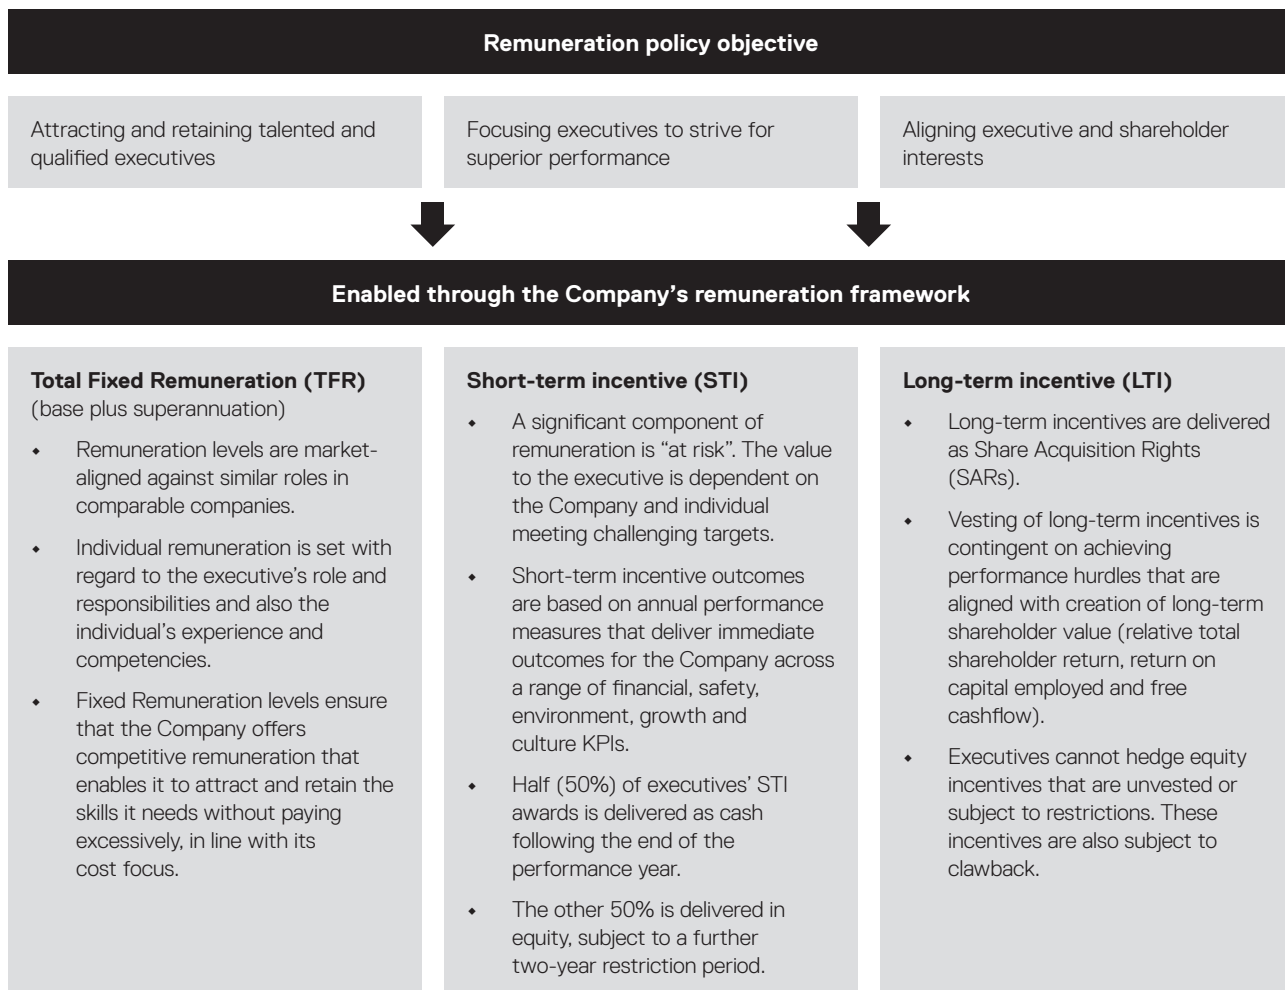 Remuneration policy objective
Attracting and retaining talented and
qualified executives
Focusing executives to strive for
superior performance
Aligning executive and shareholder
interests
Enabled through the Company’s remuneration framework
Total Fixed Remuneration (TFR)
(base plus superannuation)
◆ Remuneration levels are market-
aligned against similar roles in
comparable companies.
◆ Individual remuneration is set with
regard to the executive’s role and
responsibilities and also the
individual’s experience and
competencies.
◆ Fixed Remuneration levels ensure
that the Company offers
competitive remuneration that
enables it to attract and retain the
skills it needs without paying
excessively, in line with its
cost focus.
Short-term incentive (STI)
◆ A significant component of
remuneration is “at risk”. The value
to the executive is dependent on
the Company and individual
meeting challenging targets.
◆ Short-term incentive outcomes
are based on annual performance
measures that deliver immediate
outcomes for the Company across
a range of financial, safety,
environment, growth and
culture KPIs.
◆ Half (50%) of executives’ STI
awards is delivered as cash
following the end of the
performance year.
◆ The other 50% is delivered in
equity, subject to a further
two-year restriction period.
Long-term incentive (LTI)
◆ Long-term incentives are delivered
as Share Acquisition Rights
(SARs).
◆ Vesting of long-term incentives is
contingent on achieving
performance hurdles that are
aligned with creation of long-term
shareholder value (relative total
shareholder return, return on
capital employed and free
cashflow).
◆ Executives cannot hedge equity
incentives that are unvested or
subject to restrictions. These
incentives are also subject to
clawback.